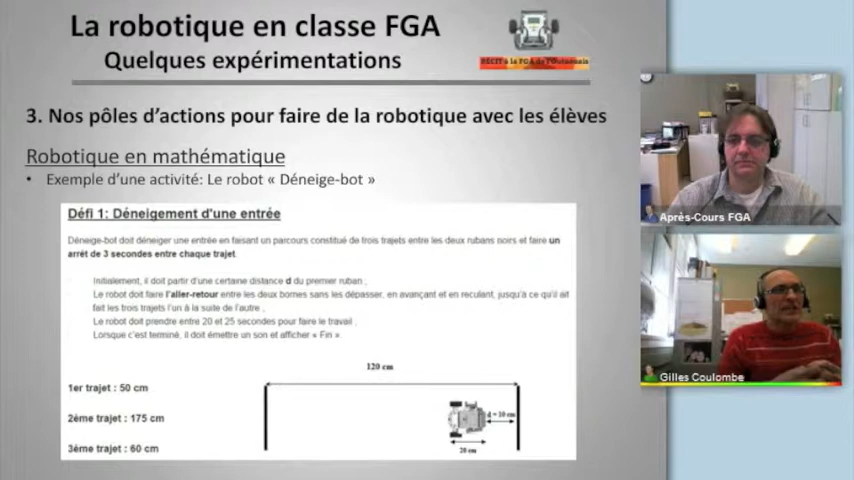 La robotique en classe FGA
Quelques expérimentations
RÉCIT à la FGA de l'Outaouais
3. Nos pôles d'actions pour faire de la robotique avec les élèves
Robotique en mathématique
• Exemple d'une activité: Le robot « Déneige-bot »
Défi 1: Déneigement d'une entrée
Déneige-bot doit déneiger une entrée en faisant un parcours constitué de trois trajets entre les deux rubans noirs et faire un
arrêt de 3 secondes entre chaque trajet.
Initialement, il doit partir d'une certaine distance d du premier ruban ;
Le robot doit faire l'aller-retour entre les deux bornes sans les dépasser, en avançant et en reculant, jusqu'à ce qu'il ait
fait les trois trajets l'un à la suite de l'autre ;
Le robot doit prendre entre 20 et 25 secondes pour faire le travail ;
Lorsque c'est terminé, il doit émettre un son et afficher « Fin ».
120 cm
1er trajet : 50 cm
d = 10 cm
2ème trajet : 175 cm
3ème trajet : 60 cm
20 cm
Après-Cours FGA
Gilles Coulombe